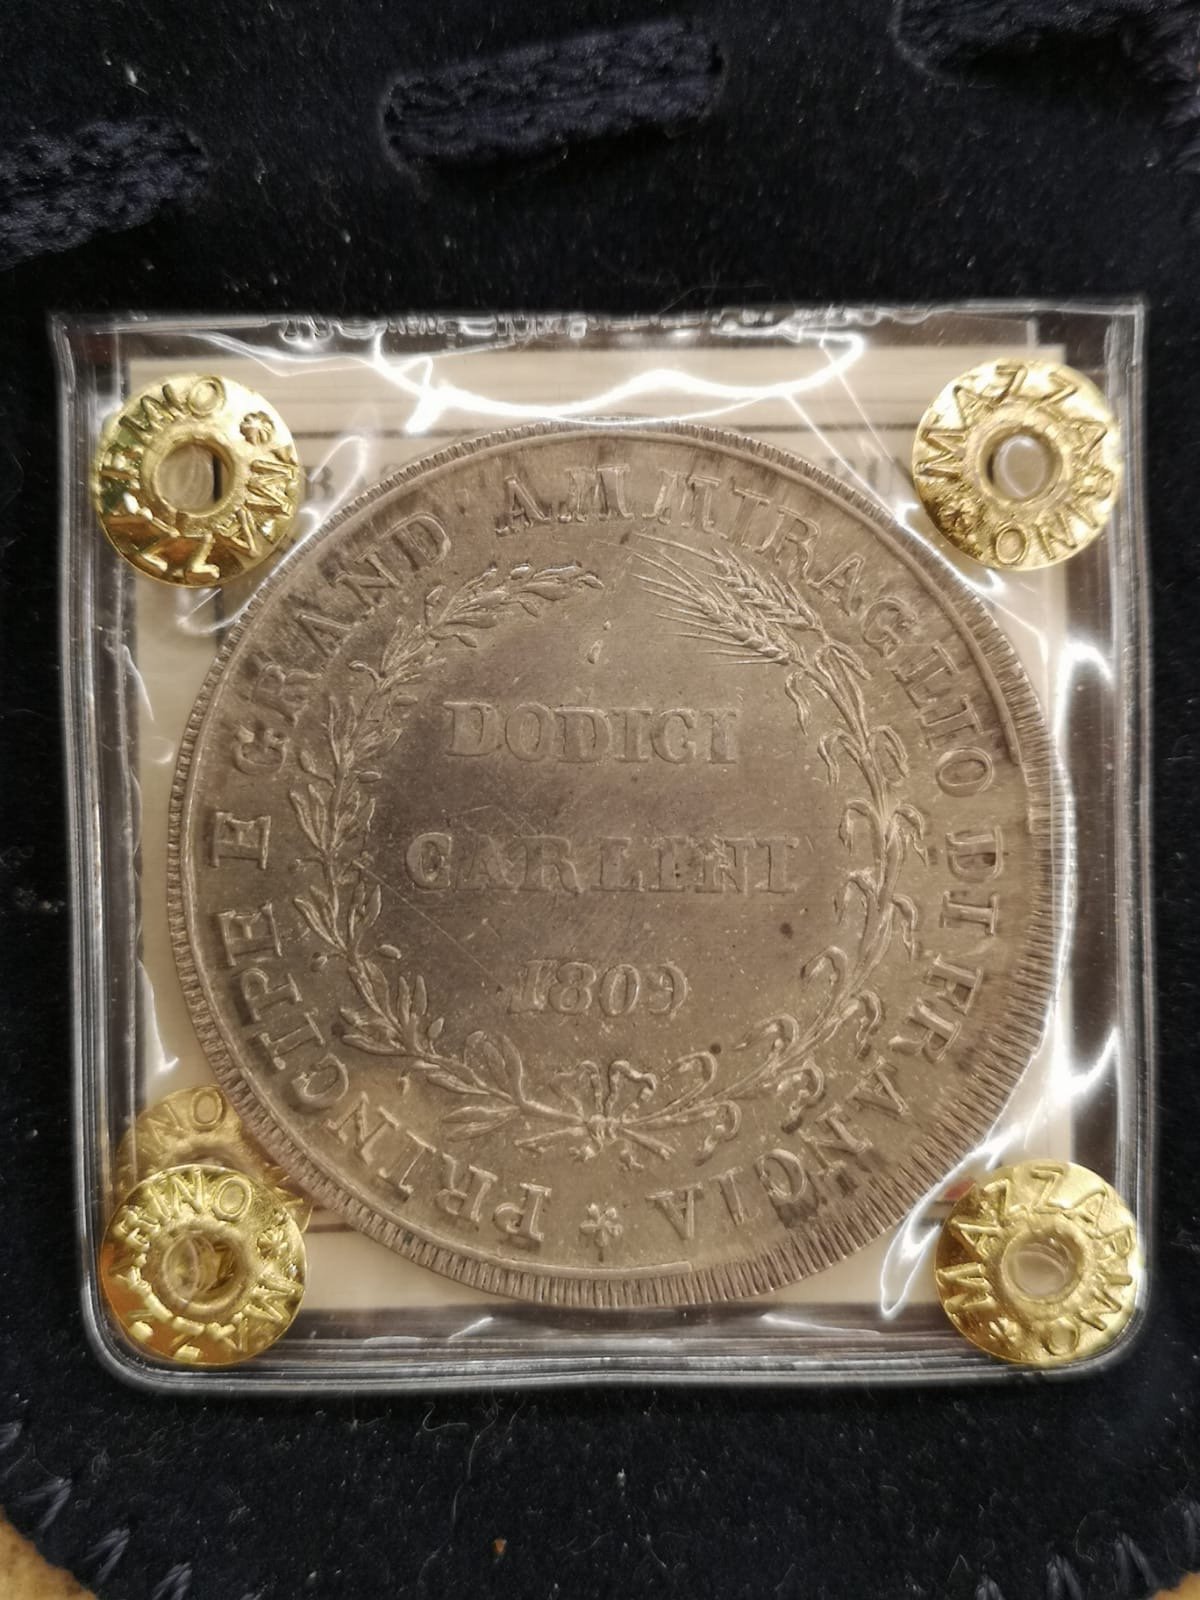 PRINCIPE E GRAND AMMIRAGLIO DI FRANCIA *
DODICI
CARLINI
1809
MAZZARINO *
MAZZARINO *
MAZZARINO *
MAZZARINO *